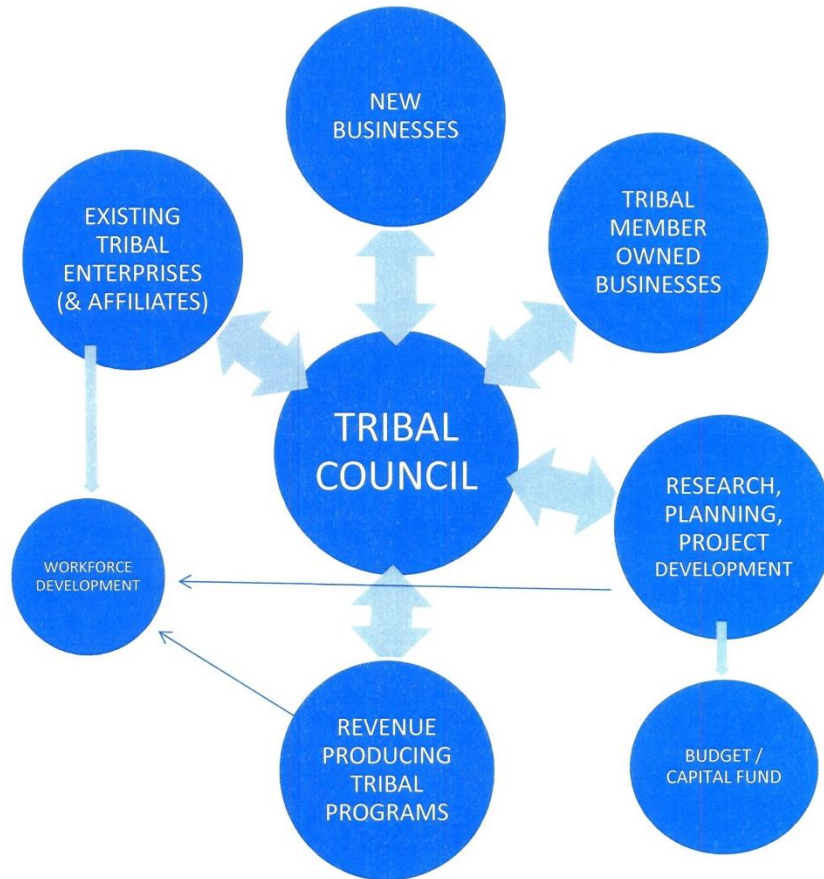 NEW
BUSINESSES
EXISTING
TRIBAL
ENTERPRISES
(& AFFILIATES)
TRIBAL
MEMBER
OWNED
BUSINESSES
TRIBAL
COUNCIL
RESEARCH,
PLANNING,
PROJECT
DEVELOPMENT
WORKFORCE
DEVELOPMENT
REVENUE
PRODUCING
TRIBAL
PROGRAMS
BUDGET /
CAPITAL FUND